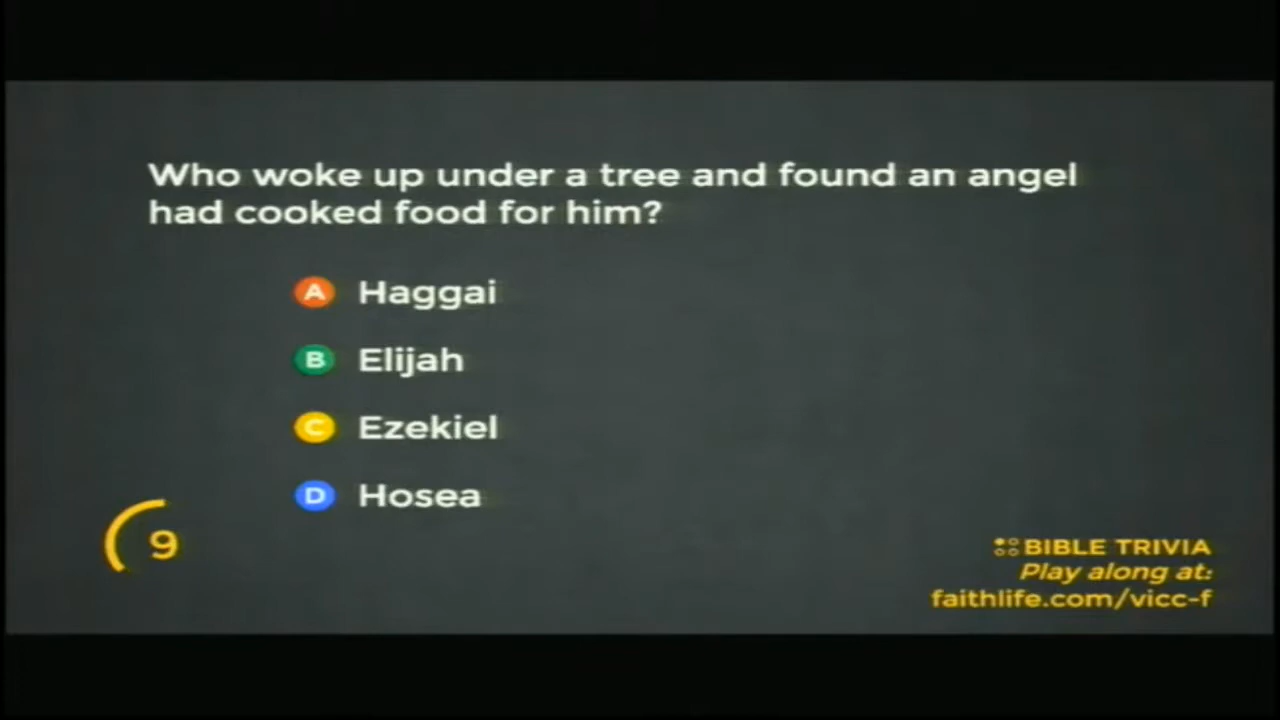 Who woke up under a tree and found an angel
had cooked food for him?
A Haggai
B Elijah
C Ezekiel
D Hosea
9
BIBLE TRIVIA
Play along at:
faithlife.com/vicc-f